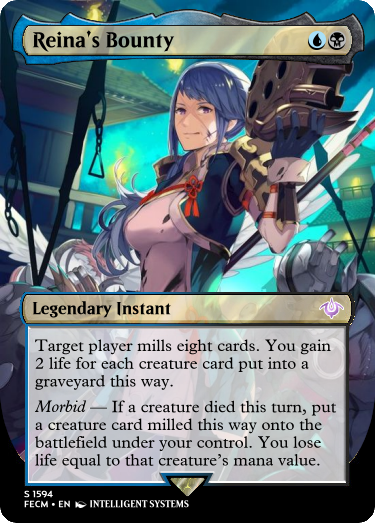 Reina's Bounty
Legendary Instant
Target player mills eight cards. You gain
2 life for each creature card put into a
graveyard this way.
Morbid — If a creature died this turn, put
a creature card milled this way onto the
battlefield under your control. You lose
life equal to that creature's mana value.
S 1594
FECM • EN INTELLIGENT SYSTEMS